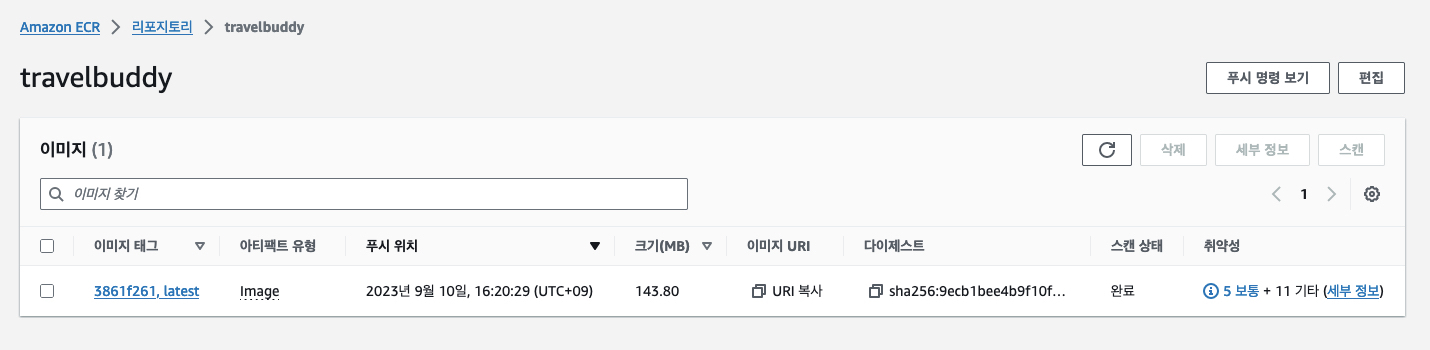 Amazon ECR > 리포지토리 > travelbuddy
travelbuddy
푸시 명령 보기
편집
이미지 (1)
삭제
세부 정보
스캔
이미지 찾기
1
이미지 태그 아티팩트 유형 푸시 위치 크기(MB) 이미지 URI 다이제스트 스캔 상태 취약성
3861f261, latest Image 2023년 9월 10일, 16:20:29 (UTC+09) 143.80 URI 복사 sha256:9ecb1bee4b9f10f... 완료 5 보통 + 11 기타 (세부 정보)